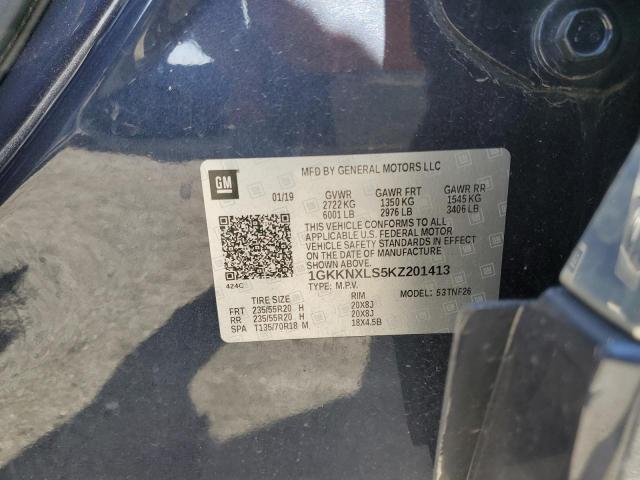 MFD BY GENERAL MOTORS LLC
GM
01/19 GVWR GAWR FRT GAWR RR
2722 KG 1350 KG 1545 KG
6001 LB 2976 LB 3406 LB
THIS VEHICLE CONFORMS TO ALL
APPLICABLE U.S. FEDERAL MOTOR
VEHICLE SAFETY STANDARDS IN EFFECT
ON THE DATE OF MANUFACTURE
SHOWN ABOVE.
1GKKNXLS5KZ201413
424C TYPE: M.P.V. MODEL: 53TNF26
TIRE SIZE RIM
FRT 235/55R20 H 20X8J
RR 235/55R20 H 20X8J
SPA T135/70R18 M 18X4.5B